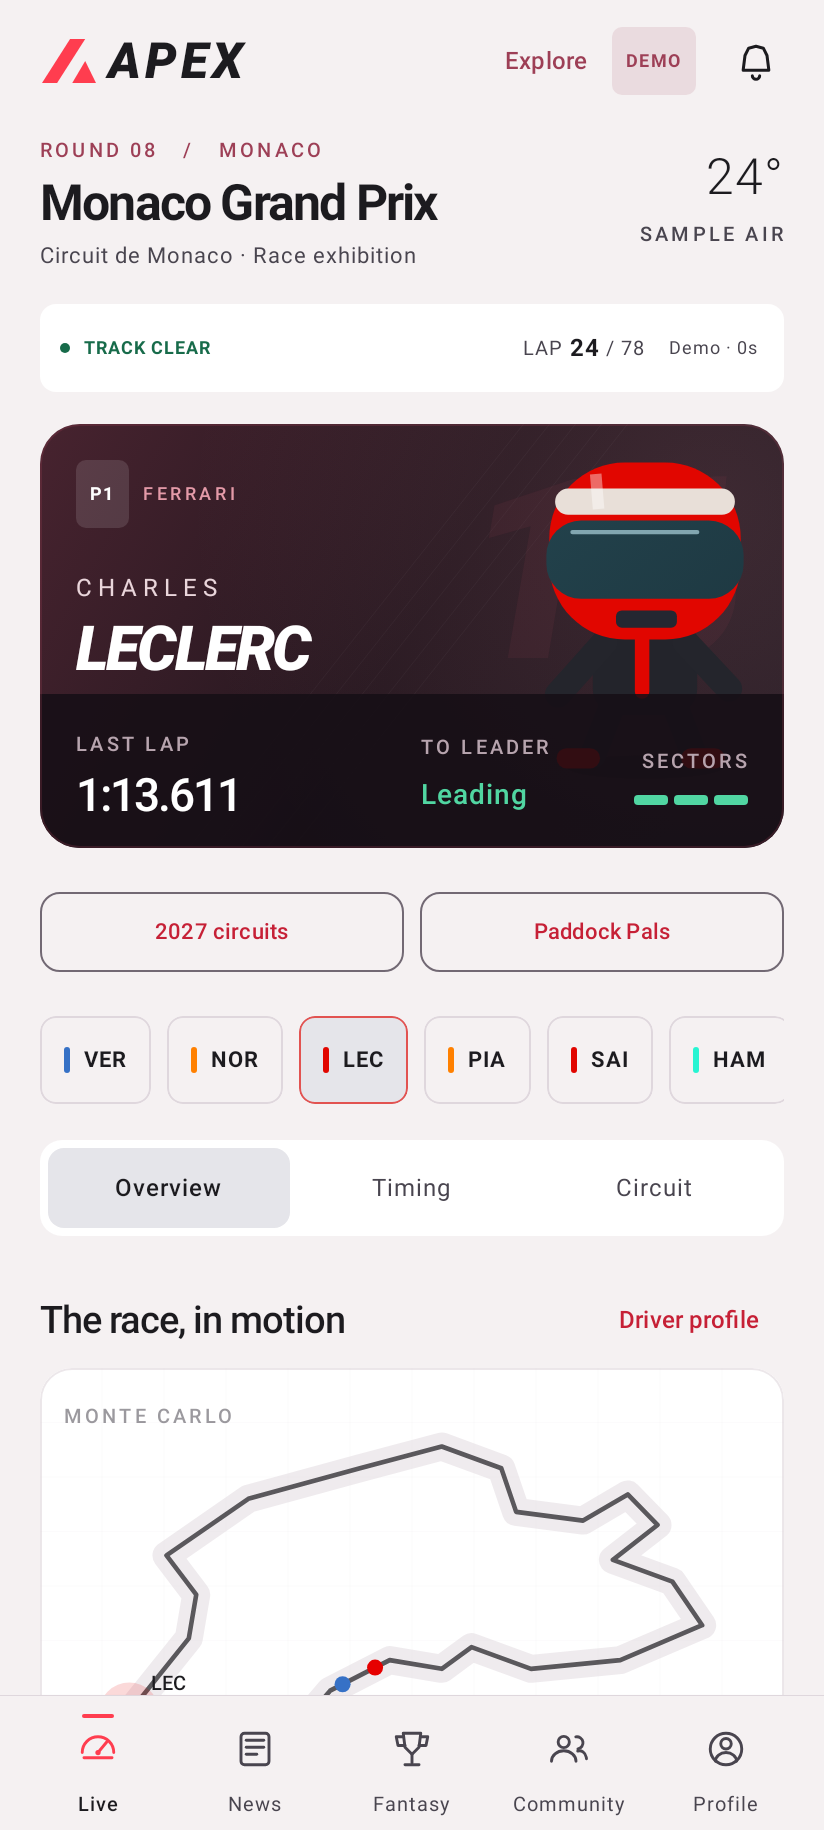 APEX
Explore
DEMO
ROUND 08 / MONACO
Monaco Grand Prix
Circuit de Monaco · Race exhibition
24°
SAMPLE AIR
TRACK CLEAR
LAP 24 / 78
Demo · 0s
P1
FERRARI
CHARLES
LECLERC
LAST LAP
1:13.611
TO LEADER
Leading
SECTORS
2027 circuits
Paddock Pals
VER
NOR
LEC
PIA
SAI
HAM
Overview
Timing
Circuit
The race, in motion
Driver profile
MONTE CARLO
LEC
Live
News
Fantasy
Community
Profile